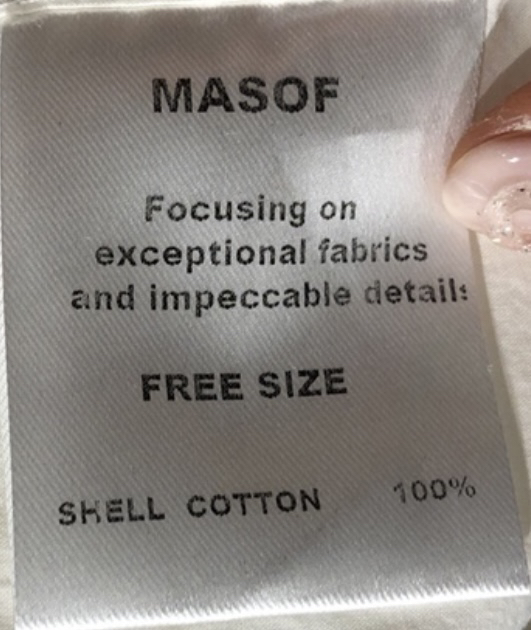 MASOF
Focusing on
exceptional fabrics
and impeccable details
FREE SIZE
SHELL COTTON 100%